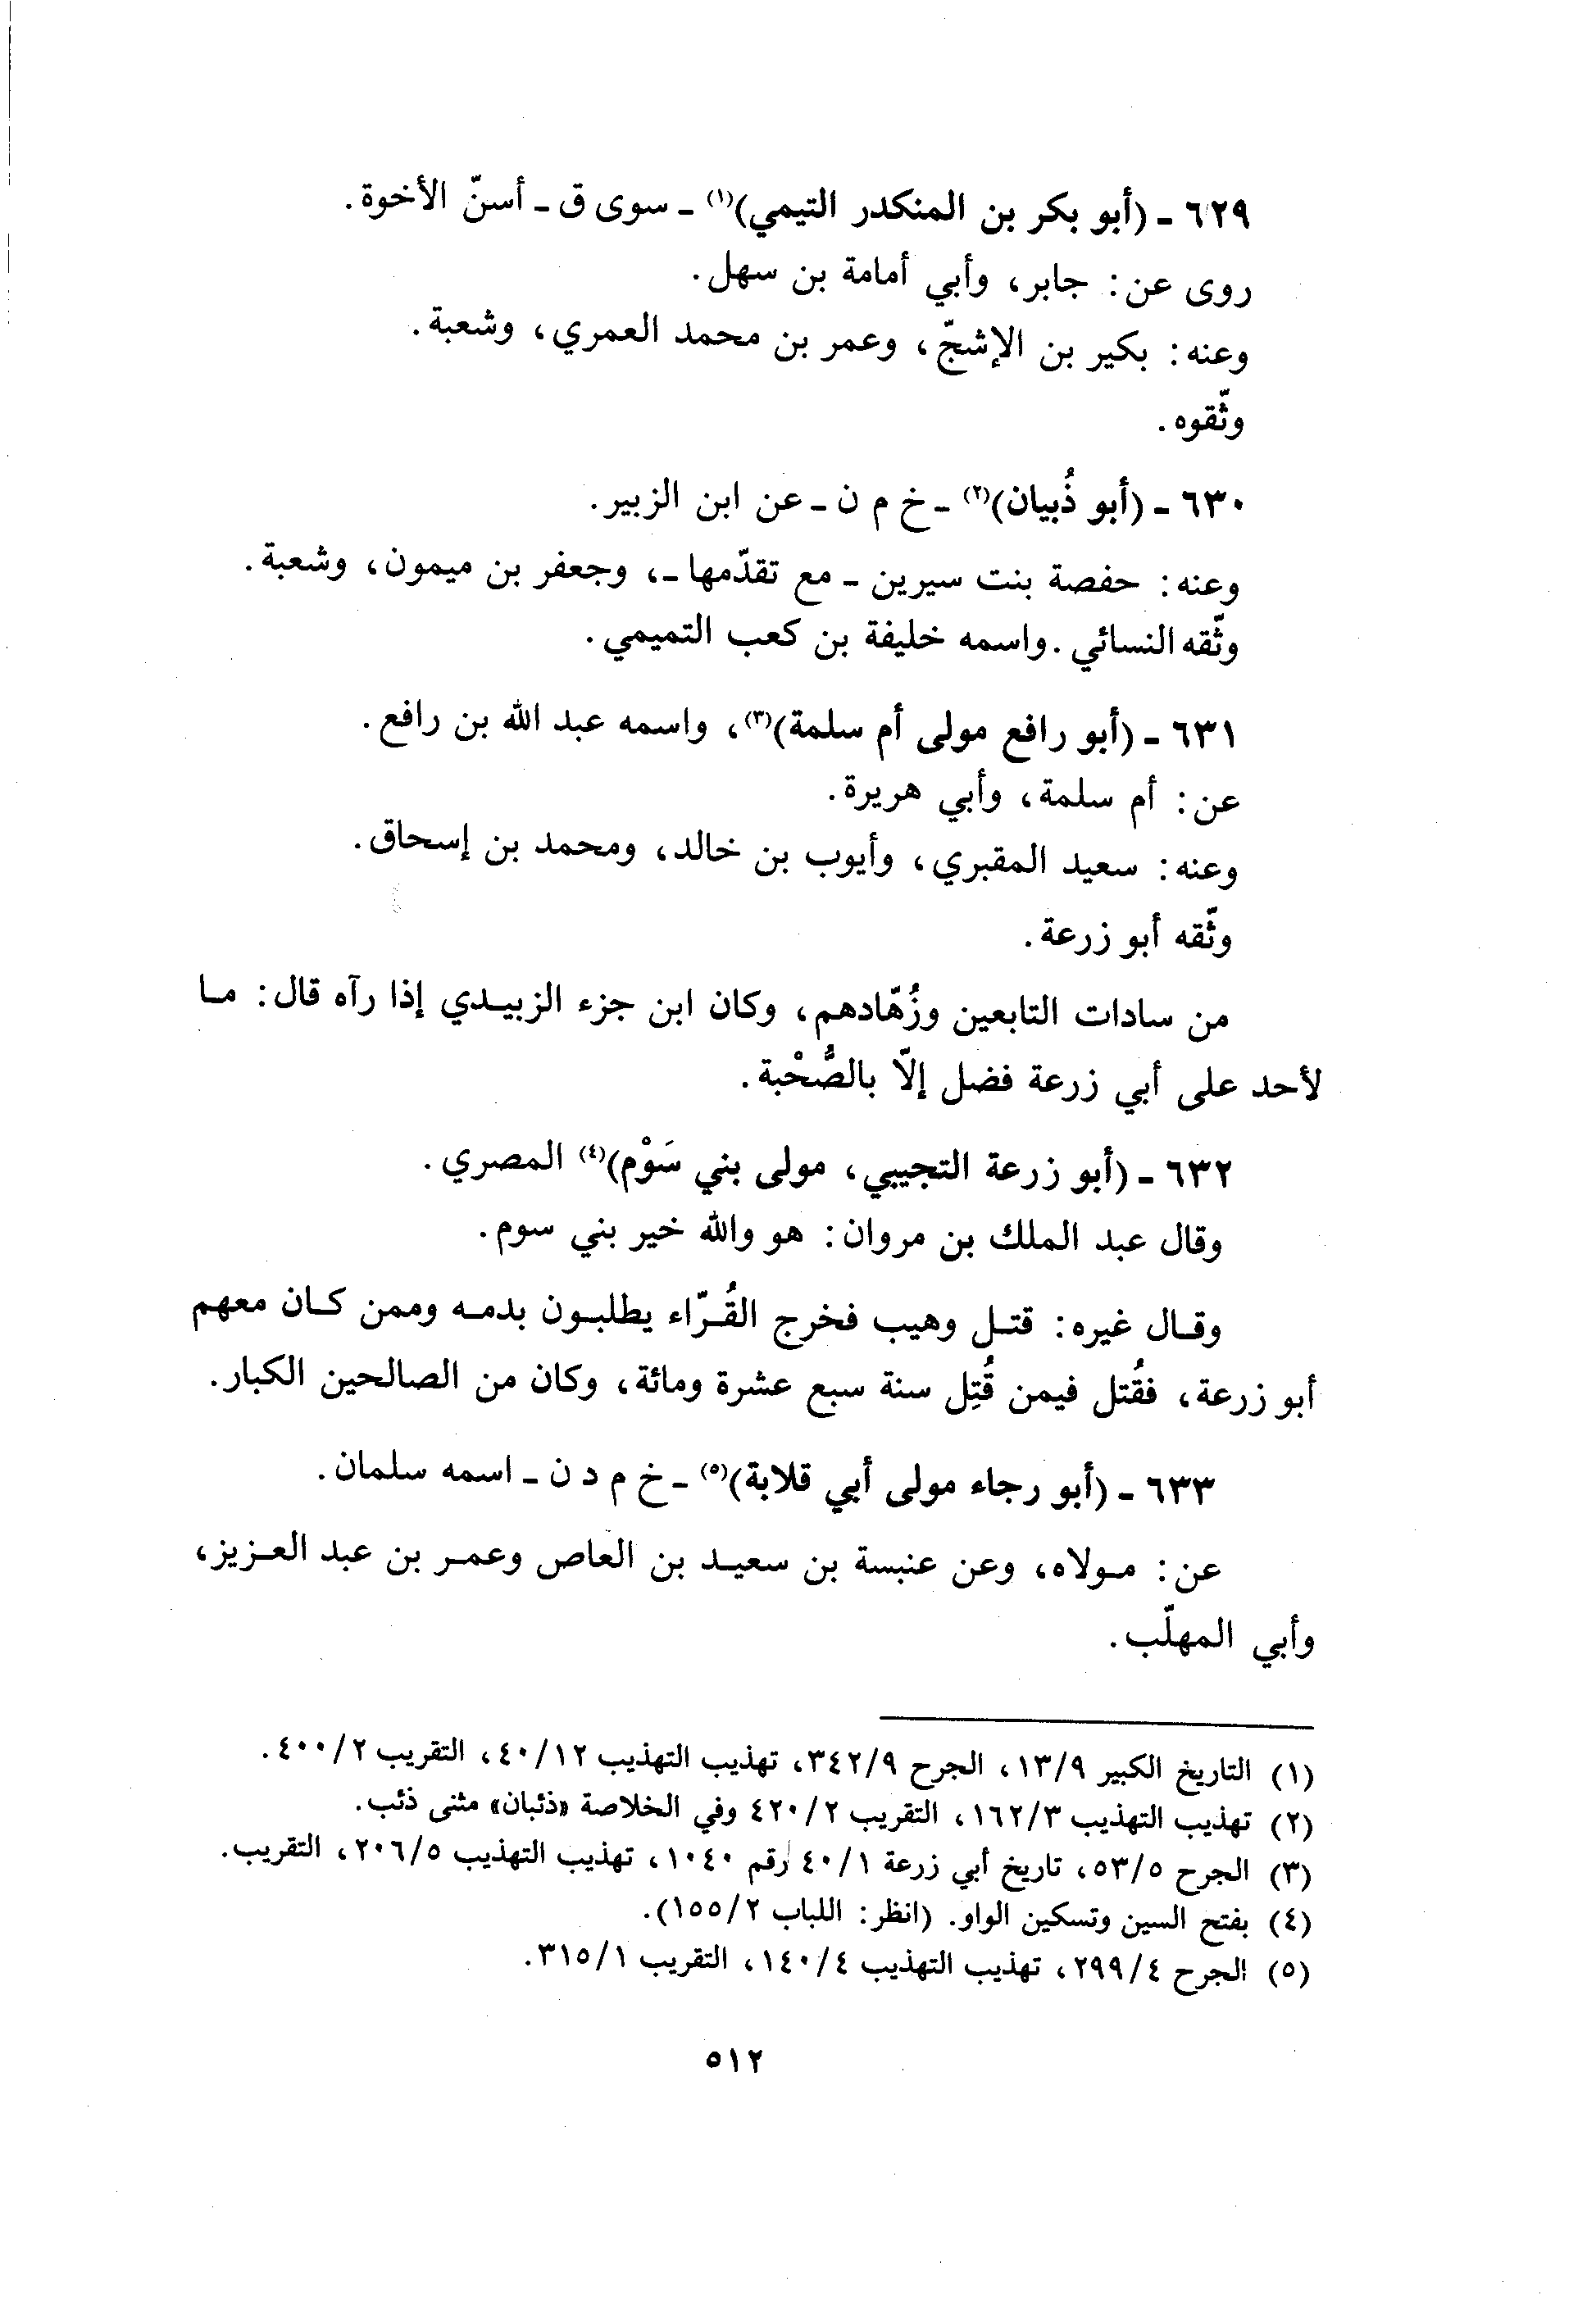 ٦٢٩ - (أبو بكر بن المنكدر التيمي)(١) - سوى ق - أسنّ الأخوة.
روى عن: جابر، وأبي أمامة بن سهل.
وعنه: بكير بن الإشجّ، وعمر بن محمد العمري، وشعبة.
وثّقوه.
٦٣٠ - (أبو ذُبيان)(٢) - خ م ن - عن ابن الزبير.
وعنه: حفصة بنت سيرين - مع تقدّمها -، وجعفر بن ميمون، وشعبة.
وثّقه النسائي. واسمه خليفة بن كعب التميمي.
٦٣١ - (أبو رافع مولى أم سلمة)(٣)، واسمه عبد الله بن رافع.
عن: أم سلمة، وأبي هريرة.
وعنه: سعيد المقبري، وأيوب بن خالد، ومحمد بن إسحاق.
وثّقه أبو زرعة.
من سادات التابعين وزُهّادهم، وكان ابن جزء الزبيدي إذا رآه قال: ما
لأحد على أبي زرعة فضل إلاّ بالصُّحْبة.
٦٣٢ - (أبو زرعة التجيبي، مولى بني سَوْم)(٤) المصري.
وقال عبد الملك بن مروان: هو والله خير بني سوم.
وقال غيره: قتل وهيب فخرج القُرّاء يطلبون بدمه وممن كان معهم
أبو زرعة، فقُتل فيمن قُتِل سنة سبع عشرة ومائة، وكان من الصالحين الكبار.
٦٣٣ - (أبو رجاء مولى أبي قلابة)(٥) - خ م د ن - اسمه سلمان.
عن: مولاه، وعن عنبسة بن سعيد بن العاص وعمر بن عبد العزيز،
وأبي المهلّب.
(١) التاريخ الكبير ١٣/٩، الجرح ٣٤٢/٩، تهذيب التهذيب ٤٠/١٢، التقريب ٤٠٠/٢.
(٢) تهذيب التهذيب ١٦٢/٣، التقريب ٤٢٠/٢ وفي الخلاصة «ذئبان» مثنى ذئب.
(٣) الجرح ٥٣/٥، تاريخ أبي زرعة ٤٠/١ رقم ١٠٤٠، تهذيب التهذيب ٢٠٦/٥، التقريب.
(٤) بفتح السين وتسكين الواو. (انظر: اللباب ١٥٥/٢).
(٥) الجرح ٢٩٩/٤، تهذيب التهذيب ١٤٠/٤، التقريب ٣١٥/١.
٥١٢